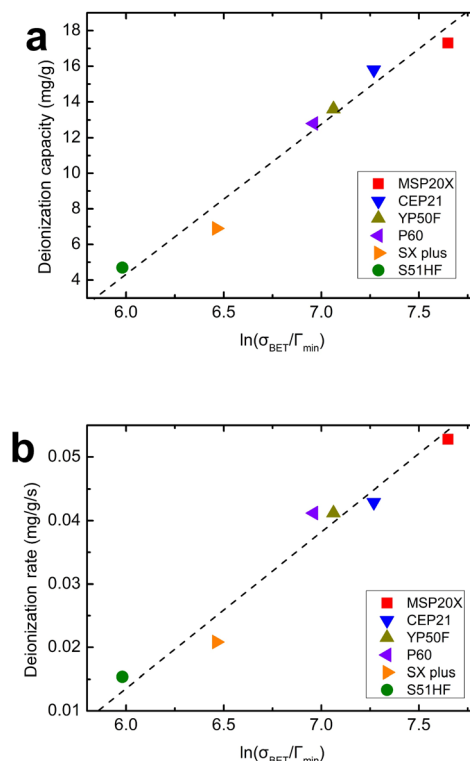 a
Deionization capacity (mg/g)
18
16
14
12
10
8
6
4
MSP20X
CEP21
YP50F
P60
SX plus
S51HF
6.0 6.5 7.0 7.5
ln(σBET/Γmin)
b
Deionization rate (mg/g/s)
0.05
0.04
0.03
0.02
0.01
MSP20X
CEP21
YP50F
P60
SX plus
S51HF
6.0 6.5 7.0 7.5
ln(σBET/Γmin)